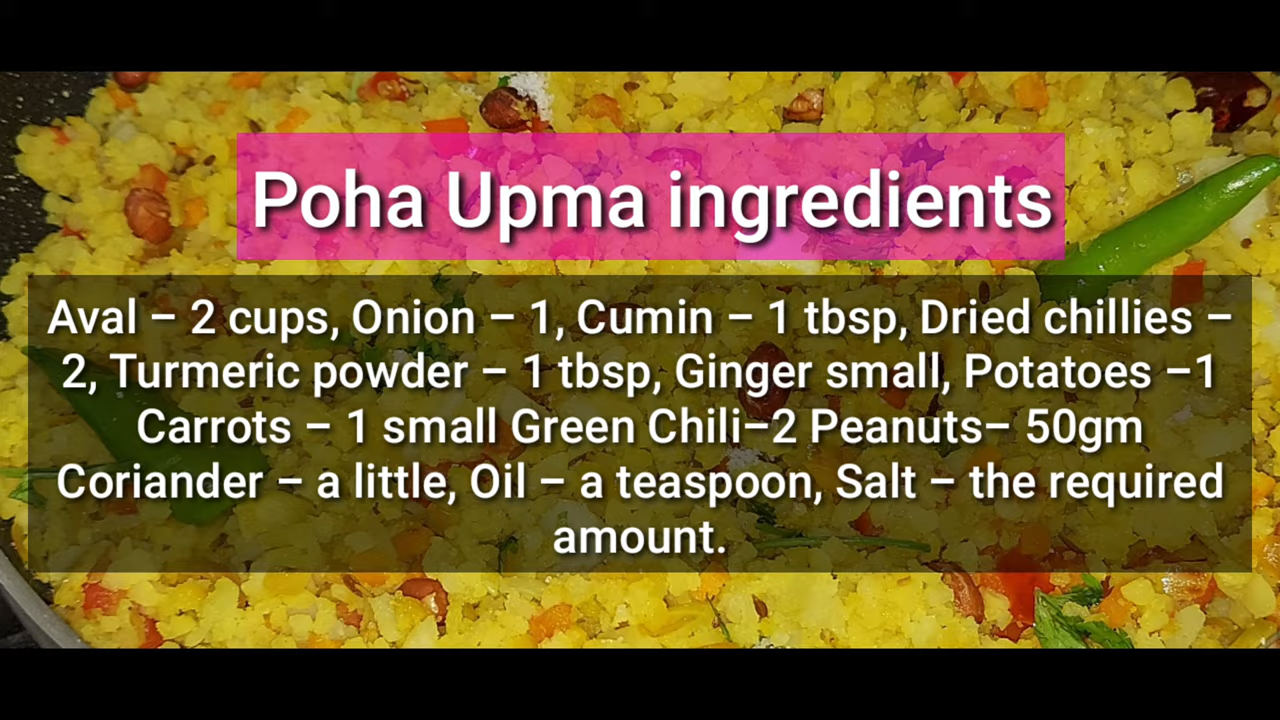 Poha Upma ingredients
Aval – 2 cups, Onion – 1, Cumin – 1 tbsp, Dried chillies –
2, Turmeric powder – 1 tbsp, Ginger small, Potatoes –1
Carrots – 1 small Green Chili–2 Peanuts– 50gm
Coriander – a little, Oil – a teaspoon, Salt – the required
amount.